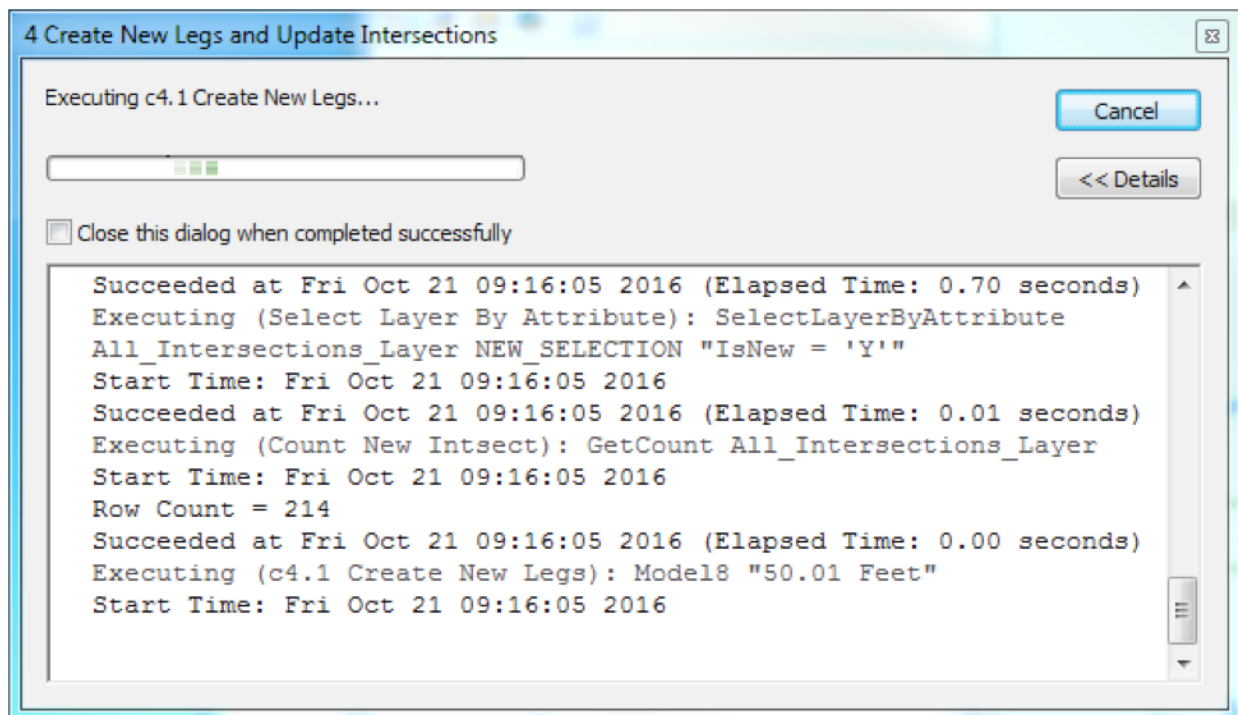 4 Create New Legs and Update Intersections
Executing c4.1 Create New Legs...
Cancel
<< Details
Close this dialog when completed successfully
Succeeded at Fri Oct 21 09:16:05 2016 (Elapsed Time: 0.70 seconds)
Executing (Select Layer By Attribute): SelectLayerByAttribute
All_Intersections_Layer NEW_SELECTION "IsNew = 'Y'"
Start Time: Fri Oct 21 09:16:05 2016
Succeeded at Fri Oct 21 09:16:05 2016 (Elapsed Time: 0.01 seconds)
Executing (Count New Intsect): GetCount All_Intersections_Layer
Start Time: Fri Oct 21 09:16:05 2016
Row Count = 214
Succeeded at Fri Oct 21 09:16:05 2016 (Elapsed Time: 0.00 seconds)
Executing (c4.1 Create New Legs): Model8 "50.01 Feet"
Start Time: Fri Oct 21 09:16:05 2016